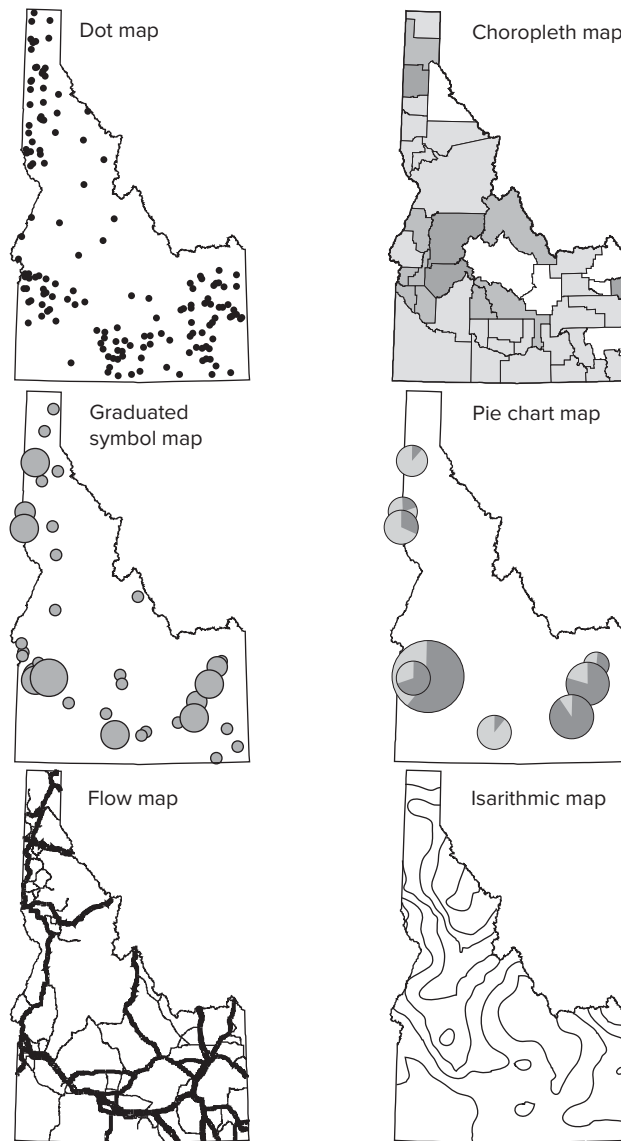 Dot map
Choropleth map
Graduated
symbol map
Pie chart map
Flow map
Isarithmic map